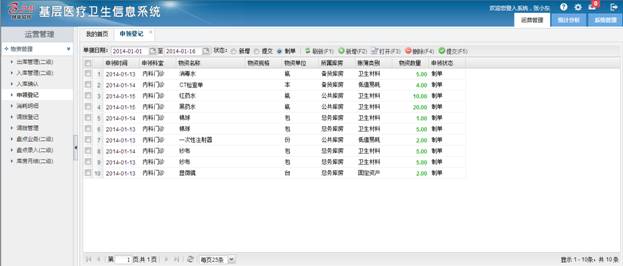 基层医疗卫生信息系统
欢迎您登入系统，张小东
运营管理 统计分析 系统管理
运营管理
我的首页 申领登记
物资管理
出库管理(二级)
入库管理(二级)
入库确认
申领登记
消耗明细
调拨登记
调拨管理
盘点业务(二级)
盘点录入(二级)
库房月结(二级)
单据日期: 2014-01-01 至 2014-01-16 状态: 新增 提交 制单 刷新(F1) 新增(F2) 打开(F3) 删除(F4) 提交(F5)
申领时间 申领科室 物资名称 物资规格 物资单位 所属库房 账簿类别 物资数量 申领状态
1 2014-01-13 内科门诊 消毒水 瓶 备货库房 卫生材料 5.00 制单
2 2014-01-14 内科门诊 CT检查单 本 备货库房 低值易耗 4.00 制单
3 2014-01-15 内科门诊 红药水 瓶 公共库房 卫生材料 10.00 制单
4 2014-01-15 内科门诊 紫药水 瓶 公共库房 卫生材料 20.00 制单
5 2014-01-14 内科门诊 棉球 包 总务库房 卫生材料 1.00 制单
6 2014-01-13 内科门诊 棉球 包 总务库房 卫生材料 5.00 制单
7 2014-01-13 内科门诊 一次性注射器 份 公共库房 低值易耗 2.00 制单
8 2014-01-14 内科门诊 纱布 包 总务库房 卫生材料 5.00 制单
9 2014-01-13 内科门诊 纱布 包 总务库房 卫生材料 5.00 制单
10 2014-01-13 内科门诊 显微镜 台 总务库房 固定资产 2.00 制单
第 1 页,共 1 页 每页25条 显示 1 - 10条，共 10 条